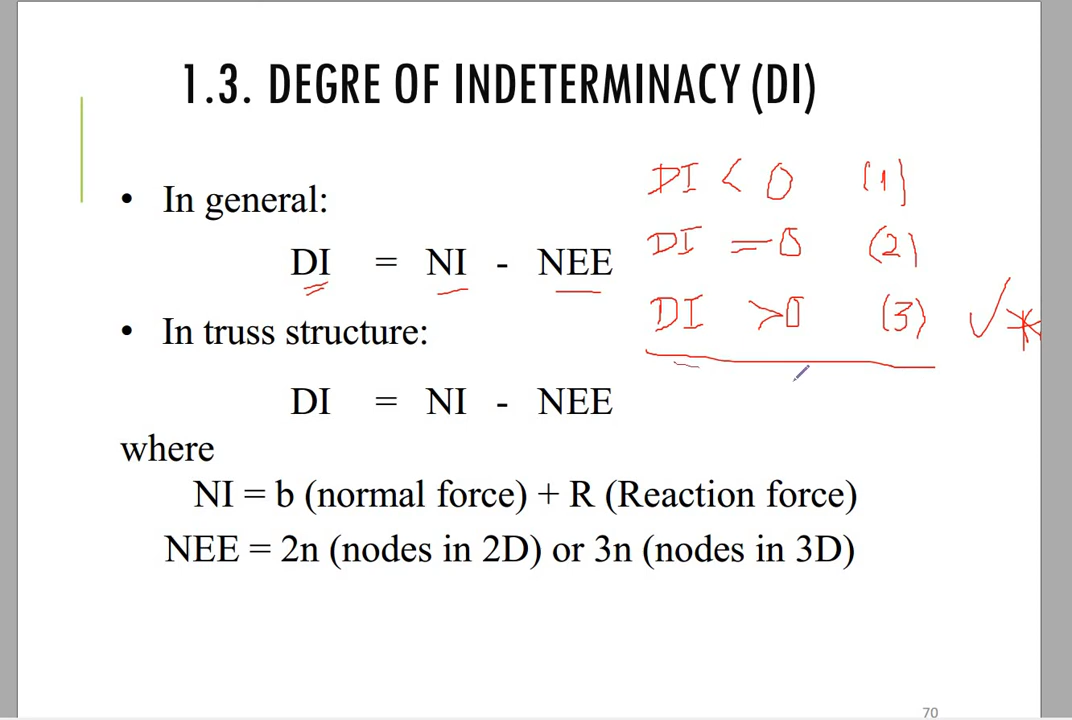 1.3. DEGRE OF INDETERMINACY (DI)
• In general:
DI = NI - NEE
DI < 0 (1)
DI = 0 (2)
DI > 0 (3) ✓*
• In truss structure:
DI = NI - NEE
where
NI = b (normal force) + R (Reaction force)
NEE = 2n (nodes in 2D) or 3n (nodes in 3D)
70